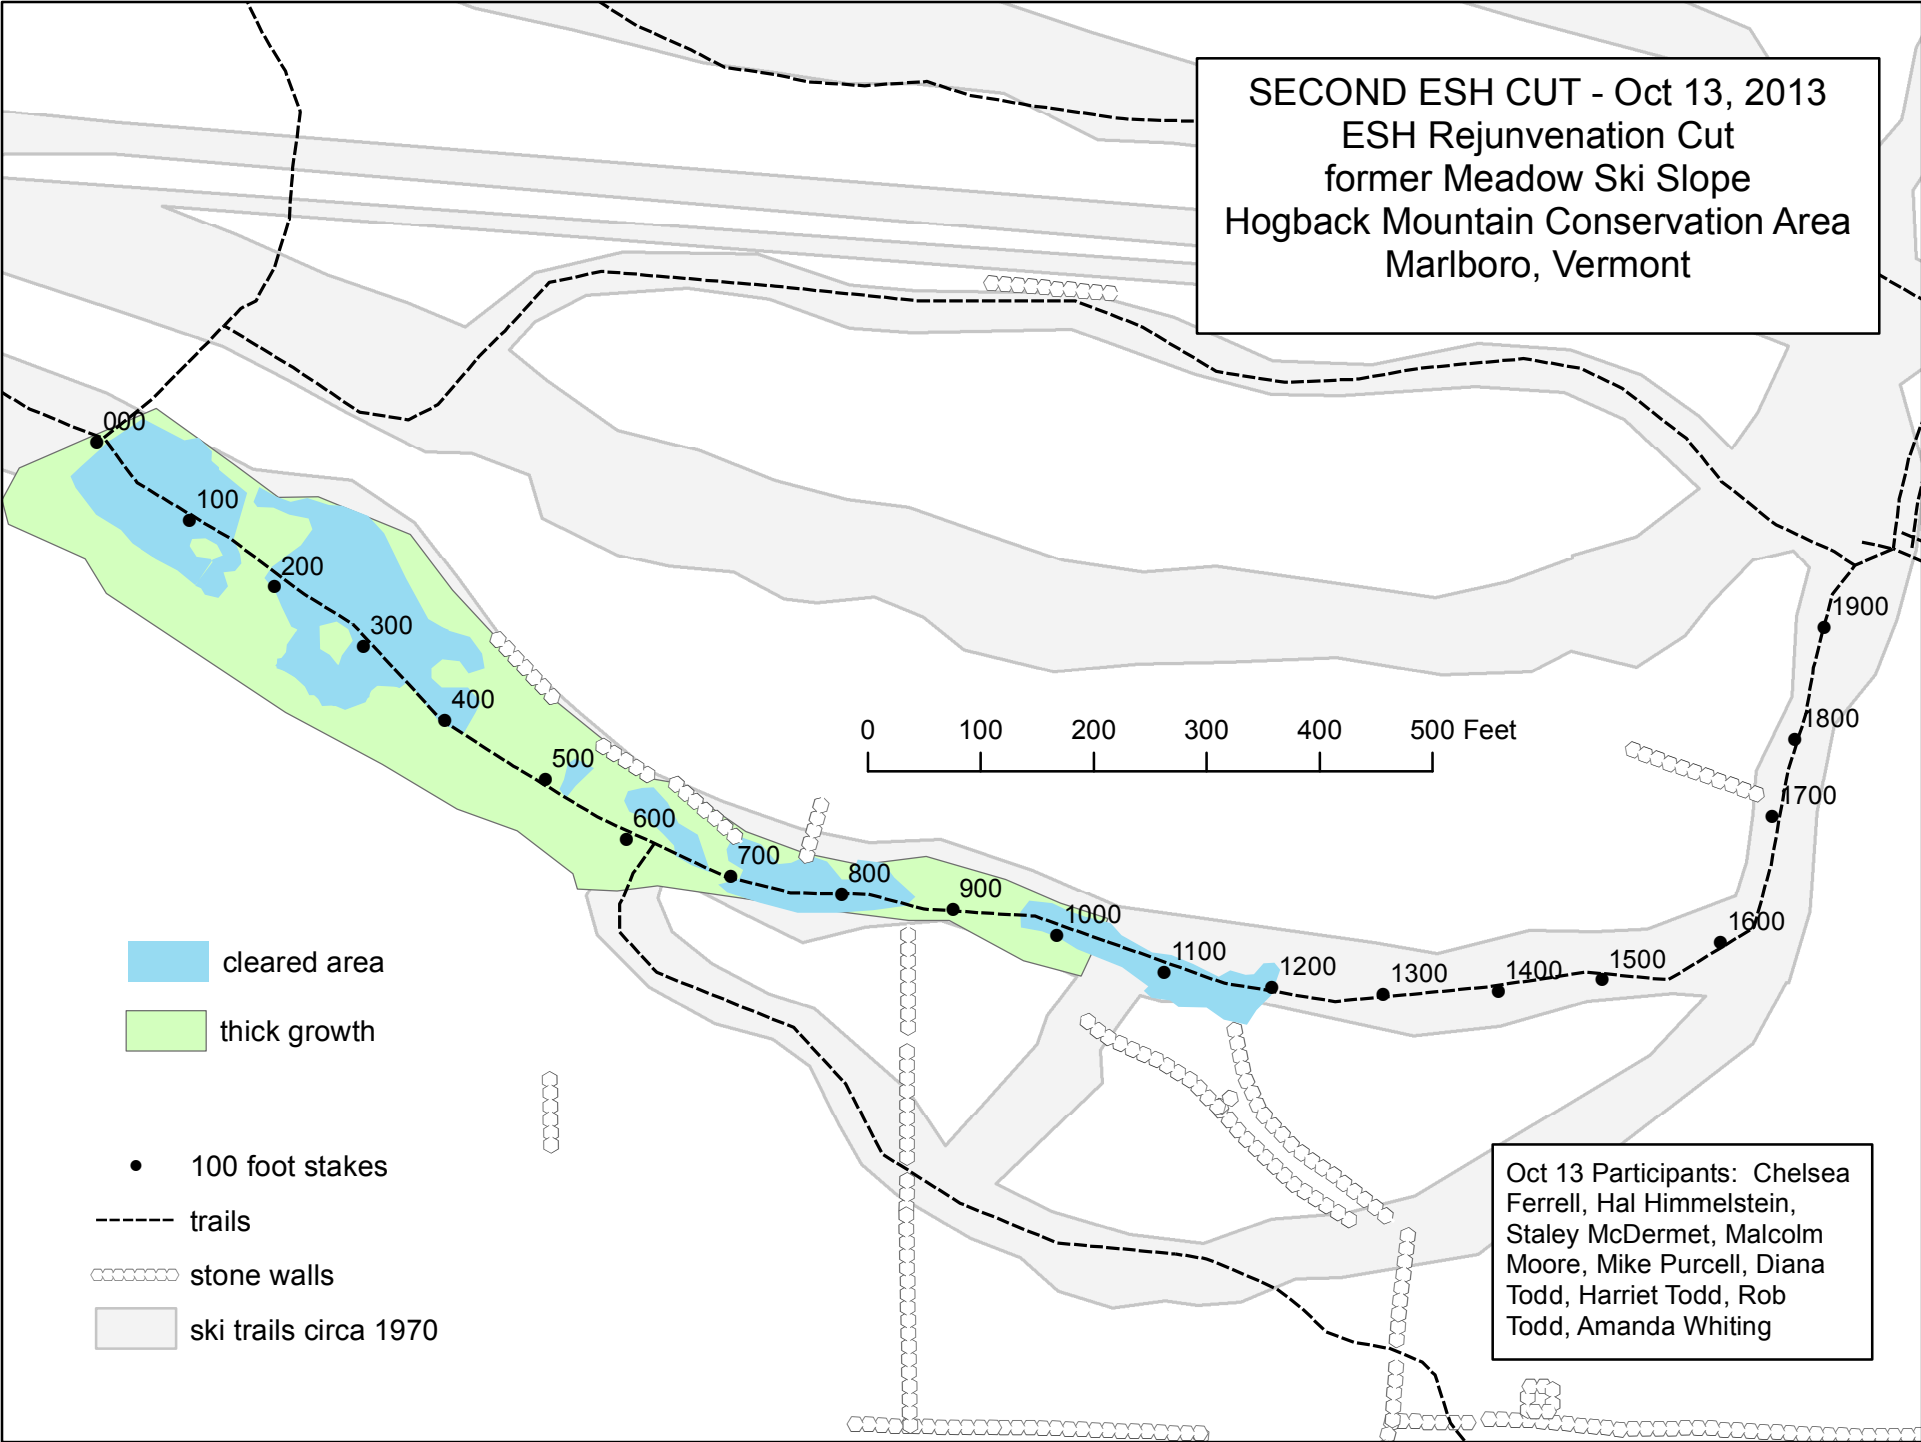 SECOND ESH CUT - Oct 13, 2013
ESH Rejunvenation Cut
former Meadow Ski Slope
Hogback Mountain Conservation Area
Marlboro, Vermont
000
100
200
300
400
500
600
700
800
900
1000
1100
1200
1300
1400
1500
1600
1700
1800
1900
0 100 200 300 400 500 Feet
cleared area
thick growth
100 foot stakes
trails
stone walls
ski trails circa 1970
Oct 13 Participants: Chelsea
Ferrell, Hal Himmelstein,
Staley McDermet, Malcolm
Moore, Mike Purcell, Diana
Todd, Harriet Todd, Rob
Todd, Amanda Whiting